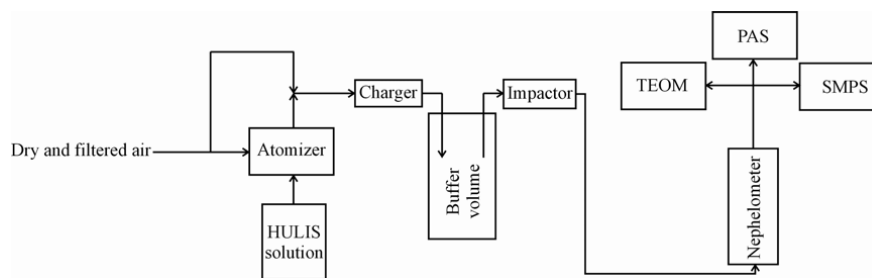 PAS
TEOM
SMPS
Charger
Impactor
Dry and filtered air
Atomizer
Buffer
volume
HULIS
solution
Nephelometer